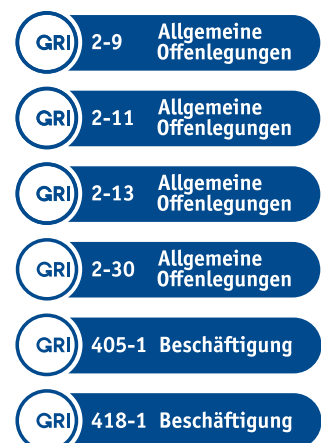 GRI 2-9 Allgemeine
Offenlegungen
GRI 2-11 Allgemeine
Offenlegungen
GRI 2-13 Allgemeine
Offenlegungen
GRI 2-30 Allgemeine
Offenlegungen
GRI 405-1 Beschäftigung
GRI 418-1 Beschäftigung